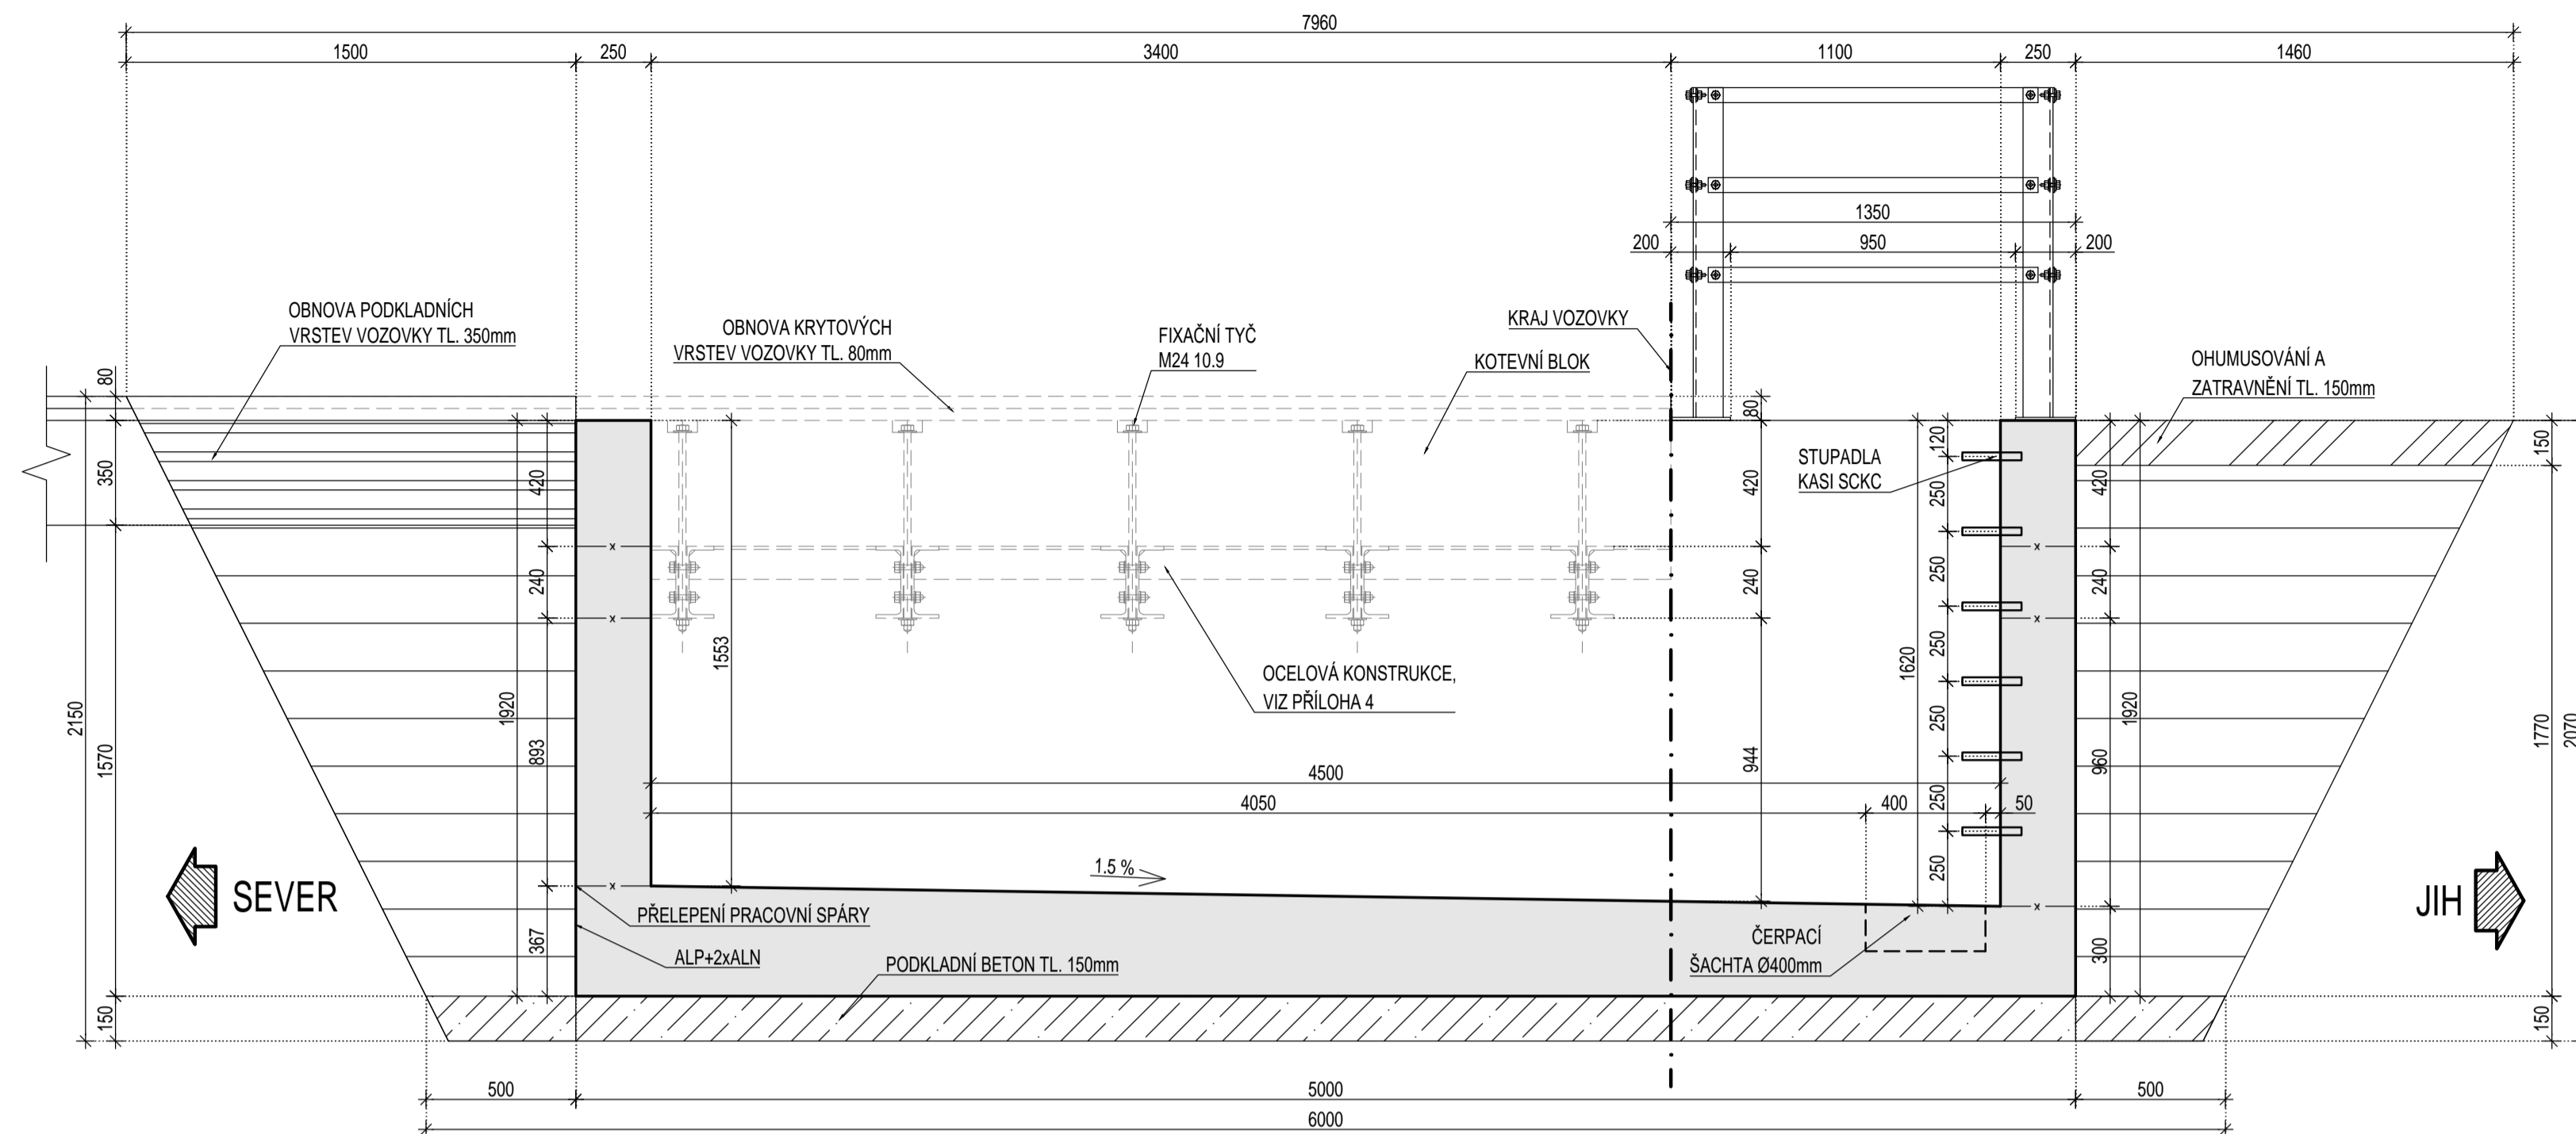 7960
1500 250 3400 1100 250 1460
1350
200 950 200
OBNOVA PODKLADNÍCH
VRSTEV VOZOVKY TL. 350mm
OBNOVA KRYTOVÝCH
VRSTEV VOZOVKY TL. 80mm
FIXAČNÍ TYČ
M24 10.9
KRAJ VOZOVKY
KOTEVNÍ BLOK
OHUMUSOVÁNÍ A
ZATRAVNĚNÍ TL. 150mm
STUPADLA
KASI SCKC
OCELOVÁ KONSTRUKCE,
VIZ PŘÍLOHA 4
2150
80
350
1570
150
1920
420
240
893
367
1553
80
420
240
944
1620
120
250
250
250
250
250
250
420
240
960
300
1920
150
1770
150
2070
4500
4050 400 50
1.5 %
SEVER
JIH
PŘELEPENÍ PRACOVNÍ SPÁRY
ALP+2xALN
PODKLADNÍ BETON TL. 150mm
ČERPACÍ
ŠACHTA Ø400mm
500 5000 500
6000